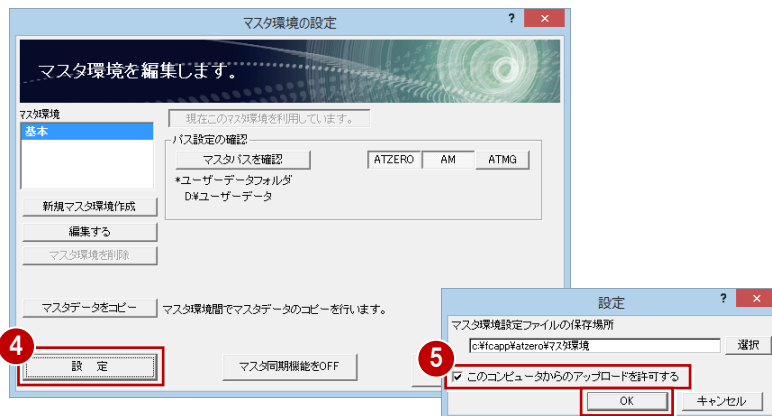 マスタ環境の設定
? ×
マスタ環境を編集します。
マスタ環境
基本
現在このマスタ環境を利用しています。
パス設定の確認
マスタパスを確認
ATZERO AM ATMG
*ユーザーデータフォルダ
D:¥ユーザーデータ
新規マスタ環境作成
編集する
マスタ環境を削除
マスタデータをコピー
マスタ環境間でマスタデータのコピーを行います。
4
設 定
マスタ同期機能をOFF
設定
? ×
マスタ環境設定ファイルの保存場所
c:¥fcapp¥atzero¥マスタ環境
選択
5
このコンピュータからのアップロードを許可する
OK
キャンセル